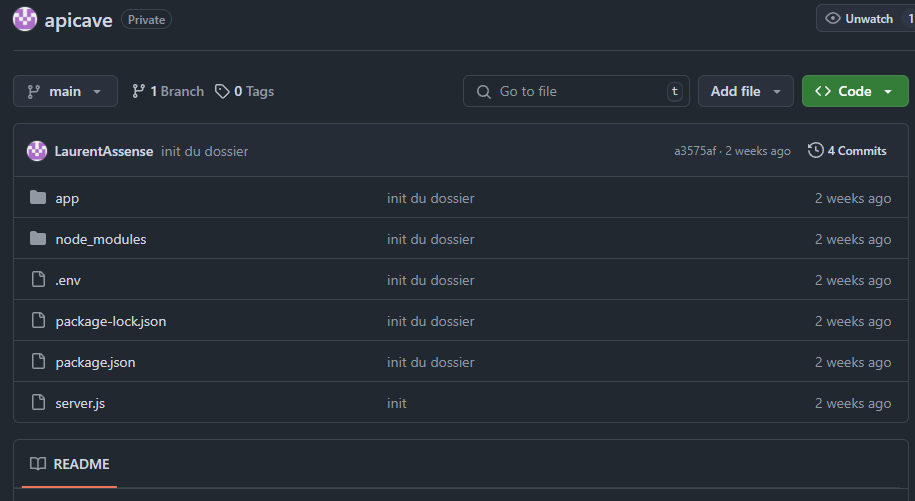 apicave Private Unwatch 1
main 1 Branch 0 Tags Go to file t Add file Code
LaurentAssense init du dossier a3575af · 2 weeks ago 4 Commits
app init du dossier 2 weeks ago
node_modules init du dossier 2 weeks ago
.env init du dossier 2 weeks ago
package-lock.json init du dossier 2 weeks ago
package.json init du dossier 2 weeks ago
server.js init 2 weeks ago
README